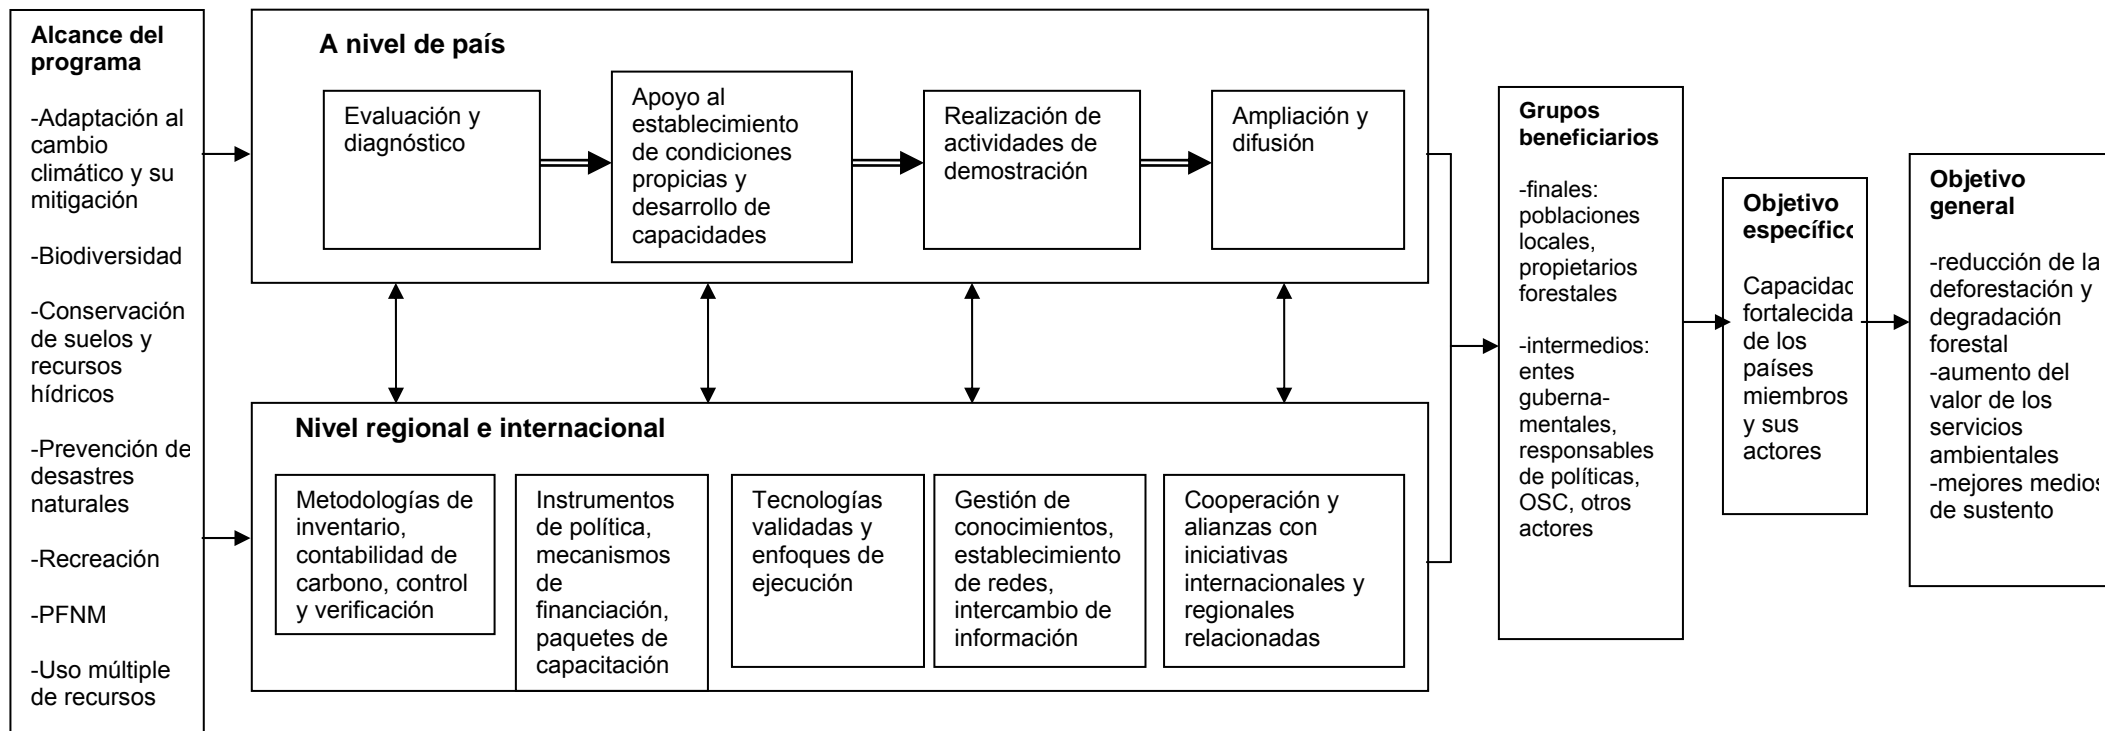 Alcance del
programa
-Adaptación al
cambio
climático y su
mitigación
-Biodiversidad
-Conservación
de suelos y
recursos
hídricos
-Prevención de
desastres
naturales
-Recreación
-PFNM
-Uso múltiple
de recursos
A nivel de país
Evaluación y
diagnóstico
Apoyo al
establecimiento
de condiciones
propicias y
desarrollo de
capacidades
Realización de
actividades de
demostración
Ampliación y
difusión
Nivel regional e internacional
Metodologías de
inventario,
contabilidad de
carbono, control
y verificación
Instrumentos
de política,
mecanismos
de
financiación,
paquetes de
capacitación
Tecnologías
validadas y
enfoques de
ejecución
Gestión de
conocimientos,
establecimiento
de redes,
intercambio de
información
Cooperación y
alianzas con
iniciativas
internacionales y
regionales
relacionadas
Grupos
beneficiarios
-finales:
poblaciones
locales,
propietarios
forestales
-intermedios:
entes
guberna-
mentales,
responsables
de políticas,
OSC, otros
actores
Objetivo
específico
Capacidad
fortalecida
de los
países
miembros
y sus
actores
Objetivo
general
-reducción de la
deforestación y
degradación
forestal
-aumento del
valor de los
servicios
ambientales
-mejores medios
de sustento